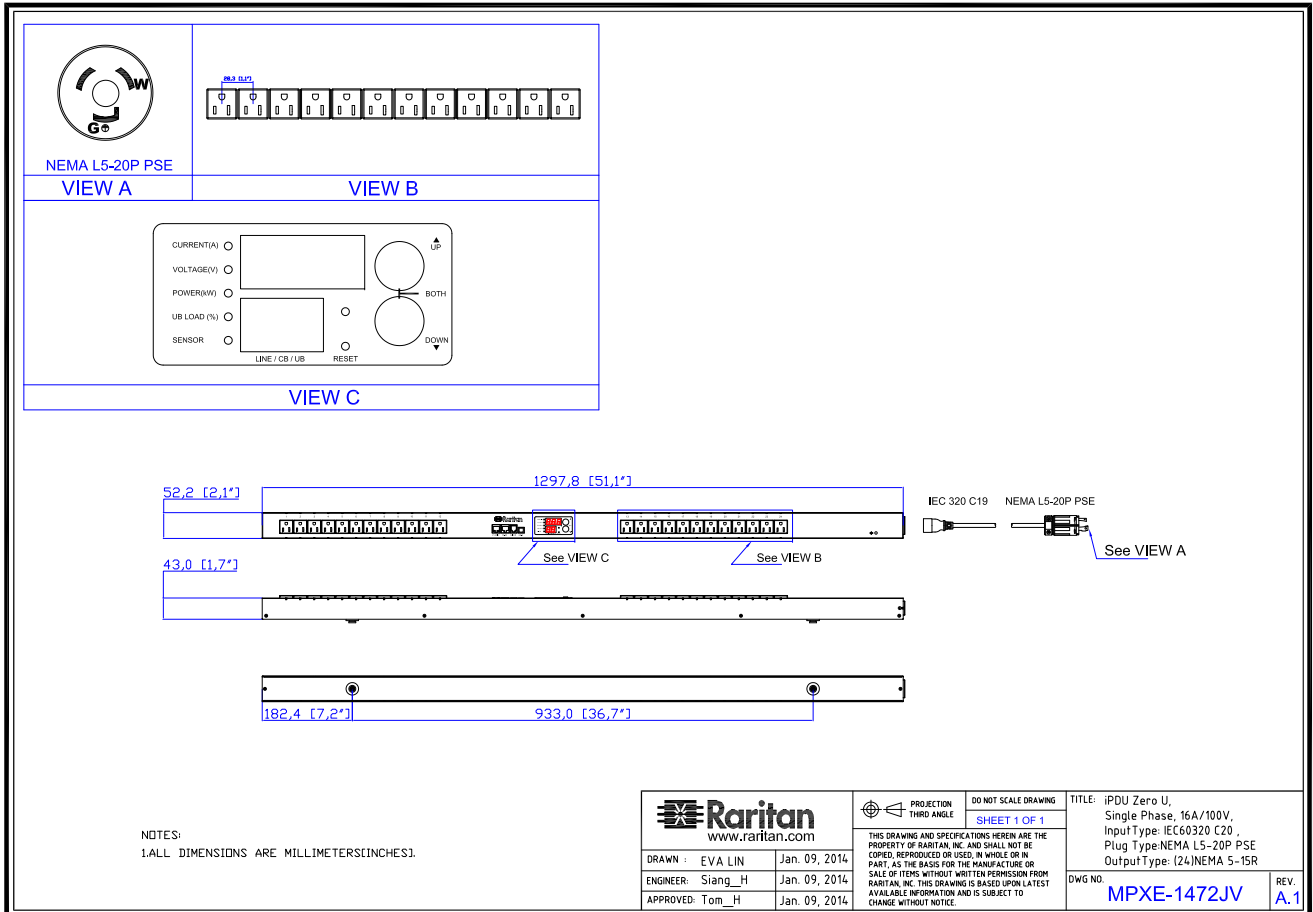 W
G
NEMA L5-20P PSE
VIEW A
28,3 [1,1"]
VIEW B
CURRENT(A)
VOLTAGE(V)
POWER(kW)
UB LOAD (%)
SENSOR
LINE / CB / UB
RESET
UP
BOTH
DOWN
VIEW C
52,2 [2,1"]
1297,8 [51,1"]
Raritan
See VIEW C
See VIEW B
IEC 320 C19
NEMA L5-20P PSE
See VIEW A
43,0 [1,7"]
182,4 [7,2"]
933,0 [36,7"]
NOTES:
1.ALL DIMENSIONS ARE MILLIMETERS[INCHES].
Raritan
www.raritan.com
DRAWN : EVA LIN Jan. 09, 2014
ENGINEER: Siang__H Jan. 09, 2014
APPROVED: Tom__H Jan. 09, 2014
PROJECTION
THIRD ANGLE
DO NOT SCALE DRAWING
SHEET 1 OF 1
THIS DRAWING AND SPECIFICATIONS HEREIN ARE THE
PROPERTY OF RARITAN, INC. AND SHALL NOT BE
COPIED, REPRODUCED OR USED, IN WHOLE OR IN
PART, AS THE BASIS FOR THE MANUFACTURE OR
SALE OF ITEMS WITHOUT WRITTEN PERMISSION FROM
RARITAN, INC. THIS DRAWING IS BASED UPON LATEST
AVAILABLE INFORMATION AND IS SUBJECT TO
CHANGE WITHOUT NOTICE.
TITLE: iPDU Zero U,
Single Phase, 16A/100V,
InputType: IEC60320 C20 ,
Plug Type:NEMA L5-20P PSE
OutputType: (24)NEMA 5-15R
DWG NO. MPXE-1472JV
REV. A.1